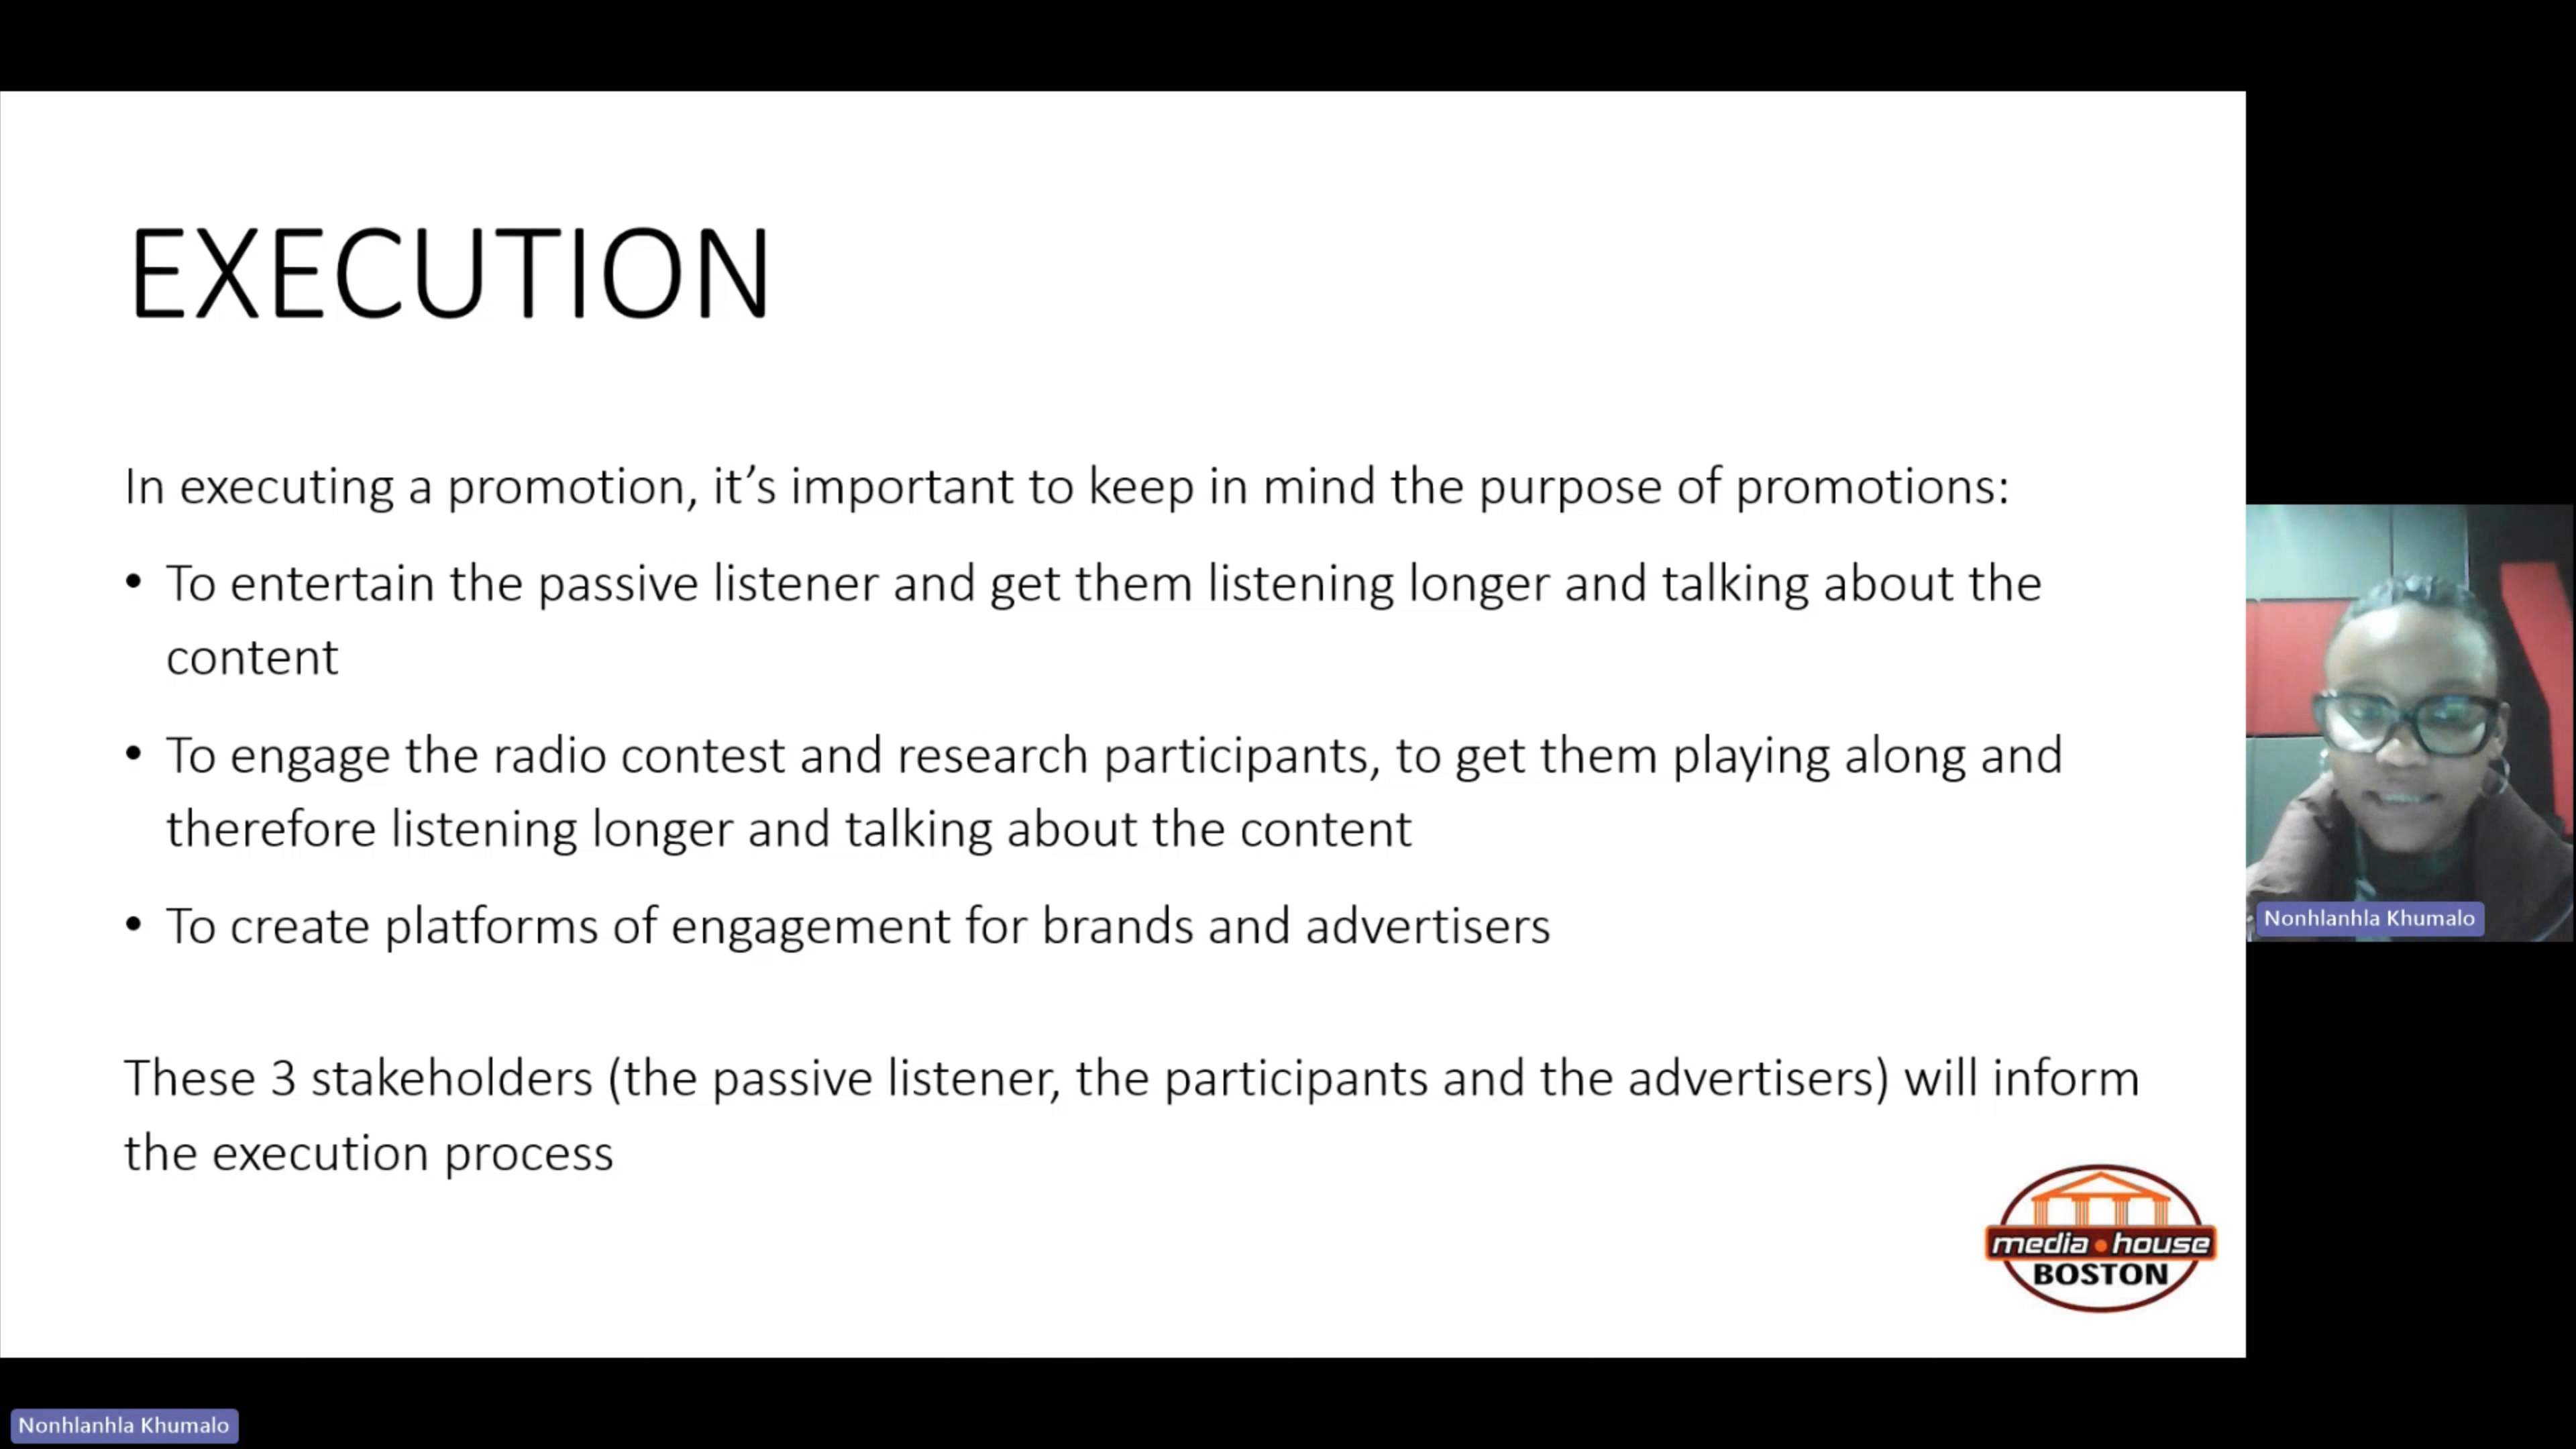 EXECUTION
In executing a promotion, it’s important to keep in mind the purpose of promotions:
• To entertain the passive listener and get them listening longer and talking about the
content
• To engage the radio contest and research participants, to get them playing along and
therefore listening longer and talking about the content
• To create platforms of engagement for brands and advertisers
These 3 stakeholders (the passive listener, the participants and the advertisers) will inform
the execution process
media • house
BOSTON
Nonhlanhla Khumalo
Nonhlanhla Khumalo